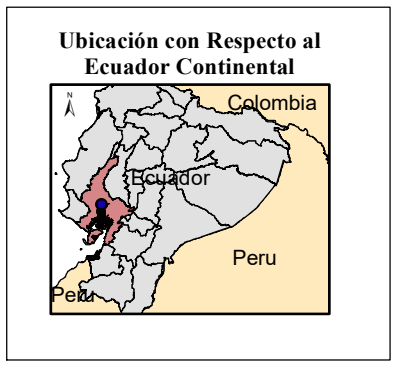 Ubicación con Respecto al
Ecuador Continental
N
Colombia
Ecuador
Peru
Peru